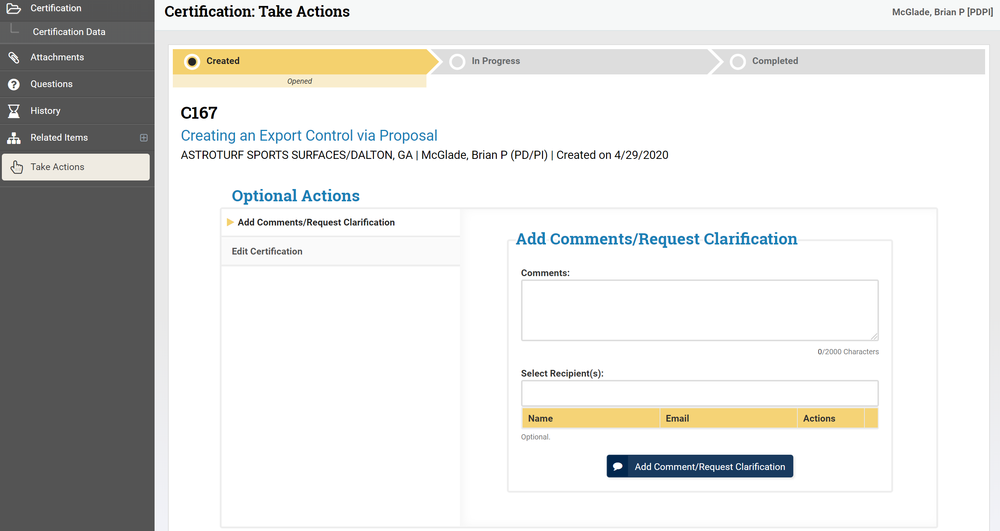 Certification
Certification Data
Attachments
Questions
History
Related Items
Take Actions
Certification: Take Actions
McGlade, Brian P [PDPI]
Created
In Progress
Completed
Opened
C167
Creating an Export Control via Proposal
ASTROTURF SPORTS SURFACES/DALTON, GA | McGlade, Brian P (PD/PI) | Created on 4/29/2020
Optional Actions
Add Comments/Request Clarification
Edit Certification
Add Comments/Request Clarification
Comments:
0/2000 Characters
Select Recipient(s):
Name Email Actions
Optional.
Add Comment/Request Clarification